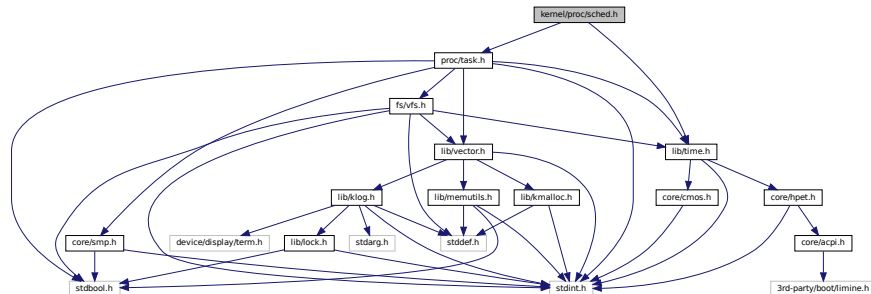 kernel/proc/sched.h
proc/task.h
fs/vfs.h
lib/vector.h
lib/time.h
lib/klog.h
lib/memutils.h
lib/kmalloc.h
core/cmos.h
core/hpet.h
core/smp.h
device/display/term.h
lib/lock.h
stdarg.h
stddef.h
core/acpi.h
stdbool.h
stdint.h
3rd-party/boot/limine.h